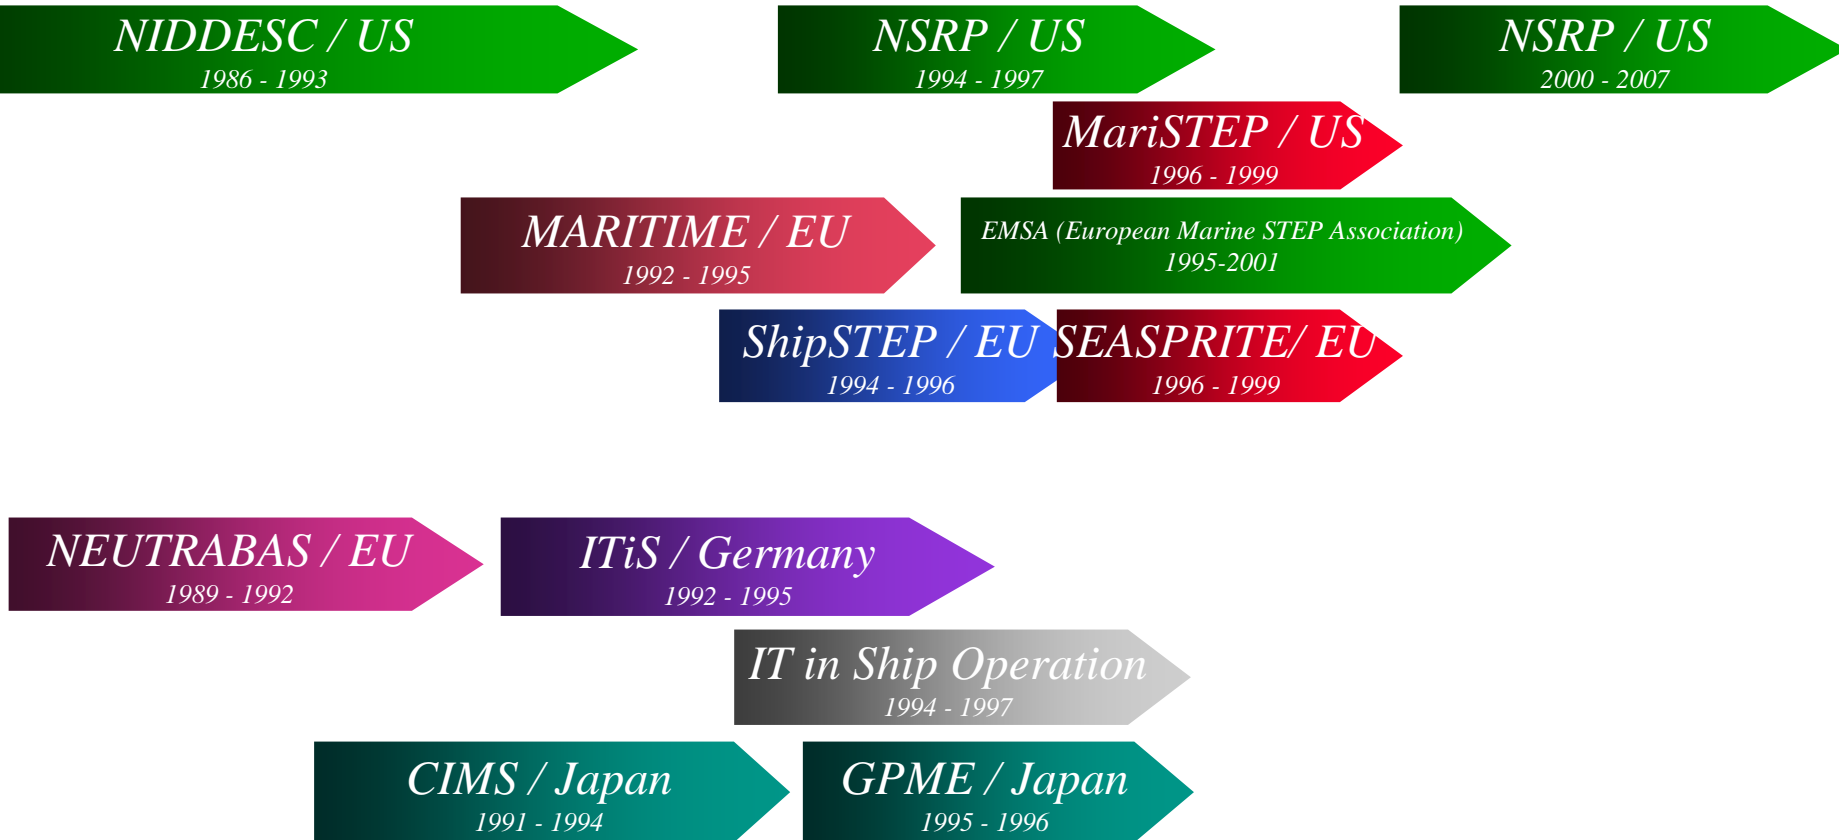 NIDDESC / US
1986 - 1993
NSRP / US
1994 - 1997
NSRP / US
2000 - 2007
MariSTEP / US
1996 - 1999
MARITIME / EU
1992 - 1995
EMSA (European Marine STEP Association)
1995-2001
ShipSTEP / EU
1994 - 1996
SEASPRITE/ EU
1996 - 1999
NEUTRABAS / EU
1989 - 1992
ITiS / Germany
1992 - 1995
IT in Ship Operation
1994 - 1997
CIMS / Japan
1991 - 1994
GPME / Japan
1995 - 1996